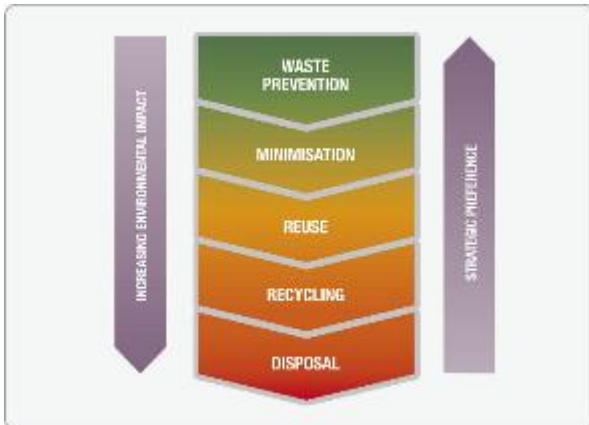 INCREASING ENVIRONMENTAL IMPACT
WASTE
PREVENTION
MINIMISATION
REUSE
RECYCLING
DISPOSAL
STRATEGIC PREFERENCE